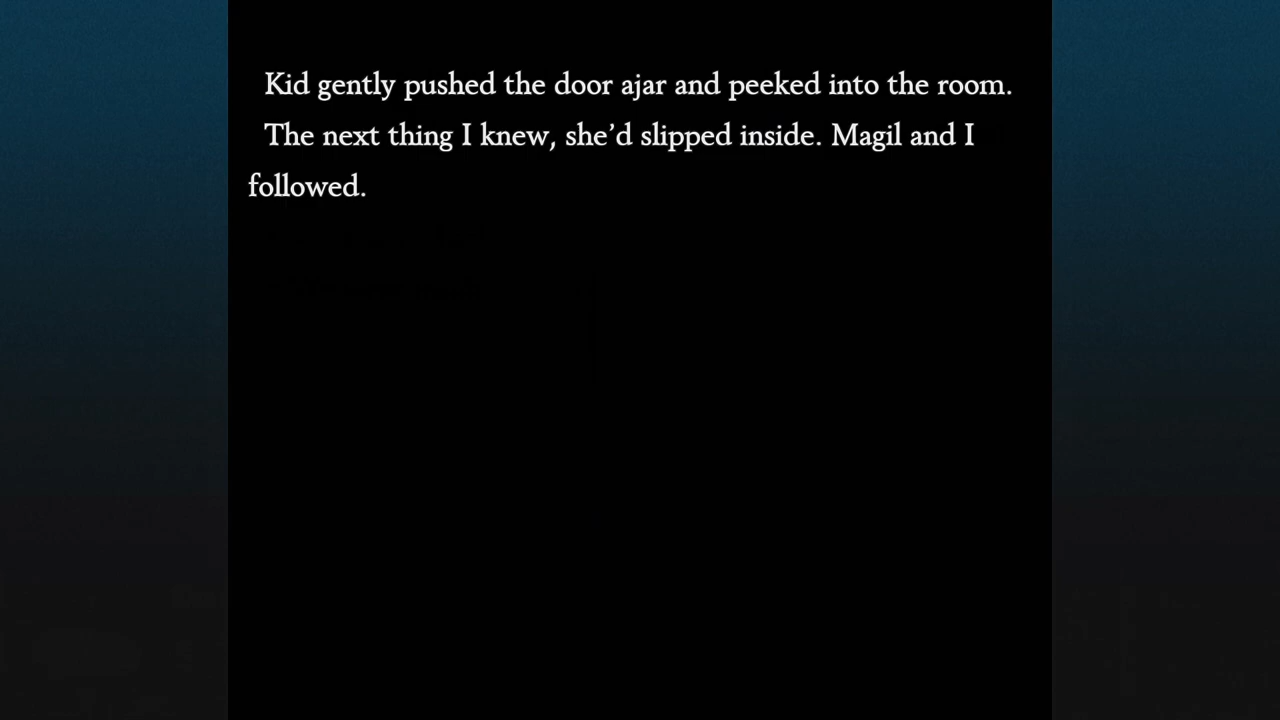 Kid gently pushed the door ajar and peeked into the room.
The next thing I knew, she’d slipped inside. Magil and I
followed.